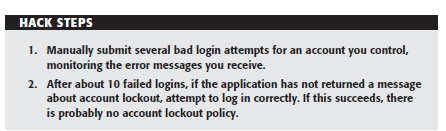 HACK STEPS
1. Manually submit several bad login attempts for an account you control,
monitoring the error messages you receive.
2. After about 10 failed logins, if the application has not returned a message
about account lockout, attempt to log in correctly. If this succeeds, there
is probably no account lockout policy.